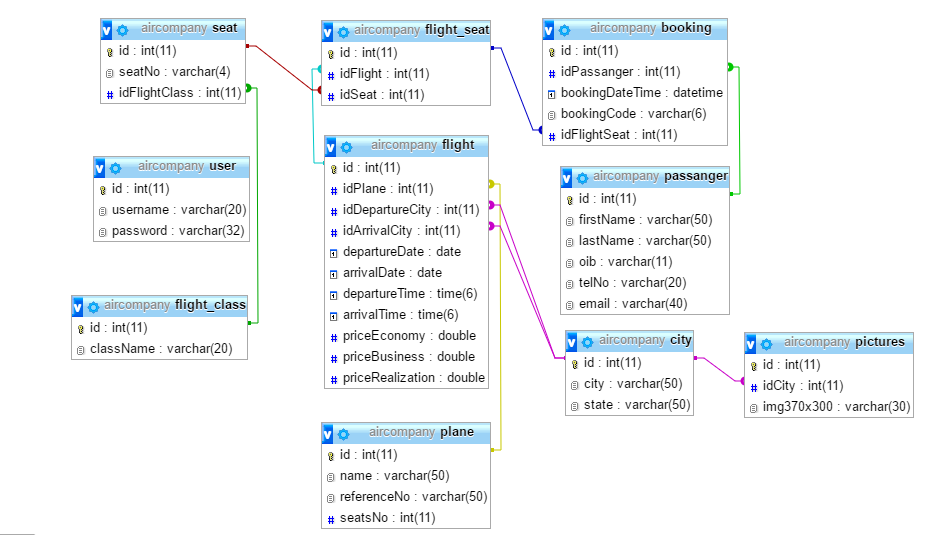 aircompany seat
id : int(11)
seatNo : varchar(4)
idFlightClass : int(11)
aircompany flight_seat
id : int(11)
idFlight : int(11)
idSeat : int(11)
aircompany booking
id : int(11)
idPassanger : int(11)
bookingDateTime : datetime
bookingCode : varchar(6)
idFlightSeat : int(11)
aircompany user
id : int(11)
username : varchar(20)
password : varchar(32)
aircompany flight
id : int(11)
idPlane : int(11)
idDepartureCity : int(11)
idArrivalCity : int(11)
departureDate : date
arrivalDate : date
departureTime : time(6)
arrivalTime : time(6)
priceEconomy : double
priceBusiness : double
priceRealization : double
aircompany passanger
id : int(11)
firstName : varchar(50)
lastName : varchar(50)
oib : varchar(11)
telNo : varchar(20)
email : varchar(40)
aircompany flight_class
id : int(11)
className : varchar(20)
aircompany city
id : int(11)
city : varchar(50)
state : varchar(50)
aircompany pictures
id : int(11)
idCity : int(11)
img370x300 : varchar(30)
aircompany plane
id : int(11)
name : varchar(50)
referenceNo : varchar(50)
seatsNo : int(11)